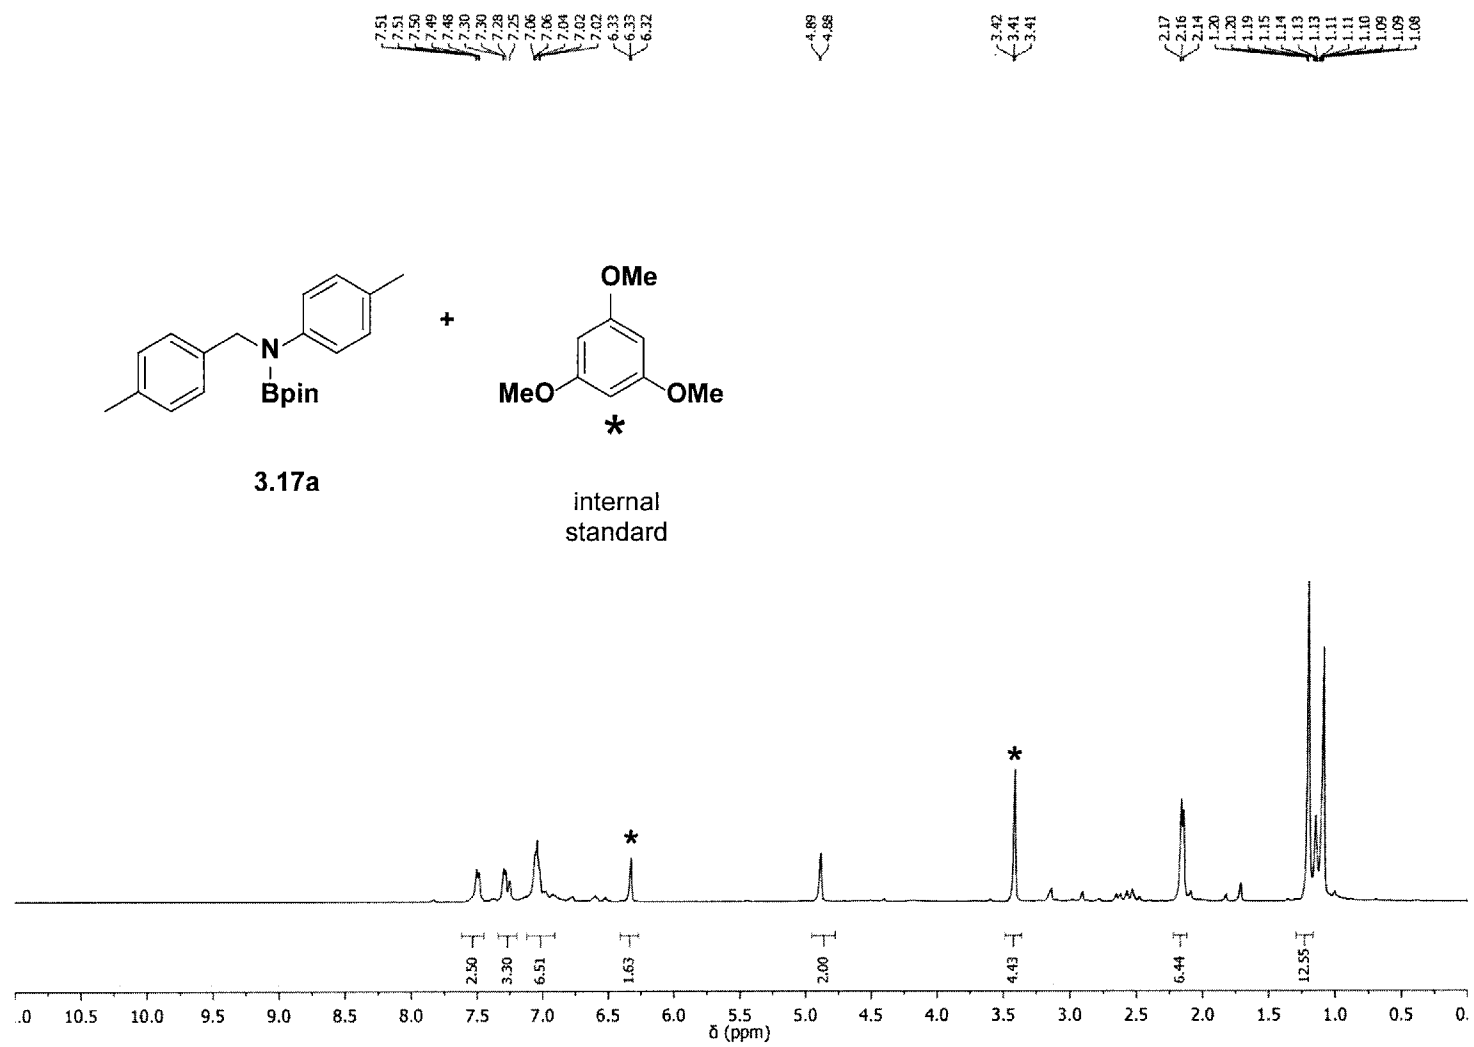 7.51 7.51 7.50 7.49 7.48 7.30 7.30 7.28 7.25 7.06 7.06 7.04 7.02 7.02 6.33 6.33 6.32 4.89 4.88 3.42 3.41 3.41 2.17 2.16 2.14 1.20 1.20 1.19 1.15 1.14 1.13 1.13 1.11 1.11 1.10 1.09 1.09 1.08
OMe
+
N
Bpin
MeO OMe
*
3.17a
internal
standard
*
*
2.50 3.30 6.51 1.63 2.00 4.43 6.44 12.55
.0 10.5 10.0 9.5 9.0 8.5 8.0 7.5 7.0 6.5 6.0 5.5 5.0 4.5 4.0 3.5 3.0 2.5 2.0 1.5 1.0 0.5 0.
δ (ppm)